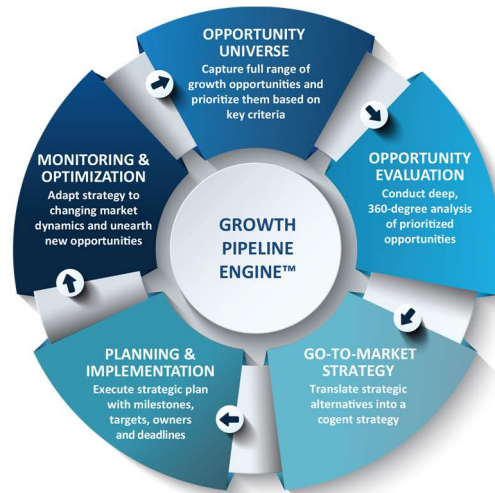 OPPORTUNITY
UNIVERSE
Capture full range of
growth opportunities and
prioritize them based on
key criteria
OPPORTUNITY
EVALUATION
Conduct deep,
360-degree analysis
of prioritized
opportunities
GO-TO-MARKET
STRATEGY
Translate strategic
alternatives into a
cogent strategy
PLANNING &
IMPLEMENTATION
Execute strategic plan
with milestones,
targets, owners
and deadlines
MONITORING &
OPTIMIZATION
Adapt strategy to
changing market
dynamics and unearth
new opportunities
GROWTH
PIPELINE
ENGINE™